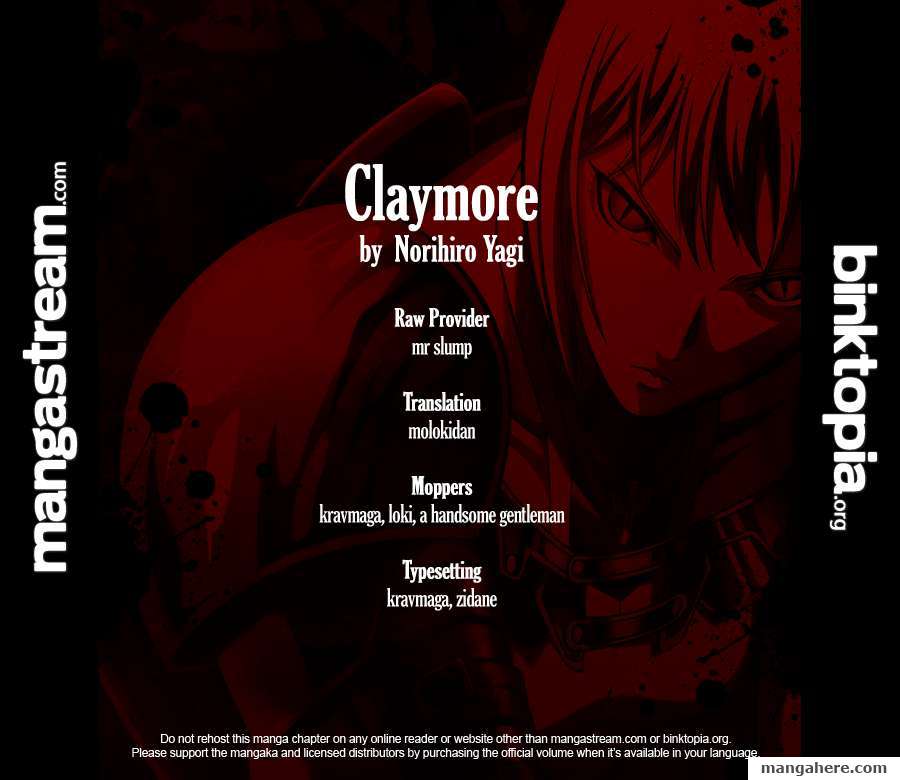 Claymore
by Norihiro Yagi
Raw Provider
mr slump
Translation
molokidan
Moppers
kravmaga, loki, a handsome gentleman
Typesetting
kravmaga, zidane
mangastream.com
binktopia.org
Do not rehost this manga chapter on any online reader or website other than mangastream.com or binktopia.org.
Please support the mangaka and licensed distributors by purchasing the official volume when it's available in your language.
mangahere.com